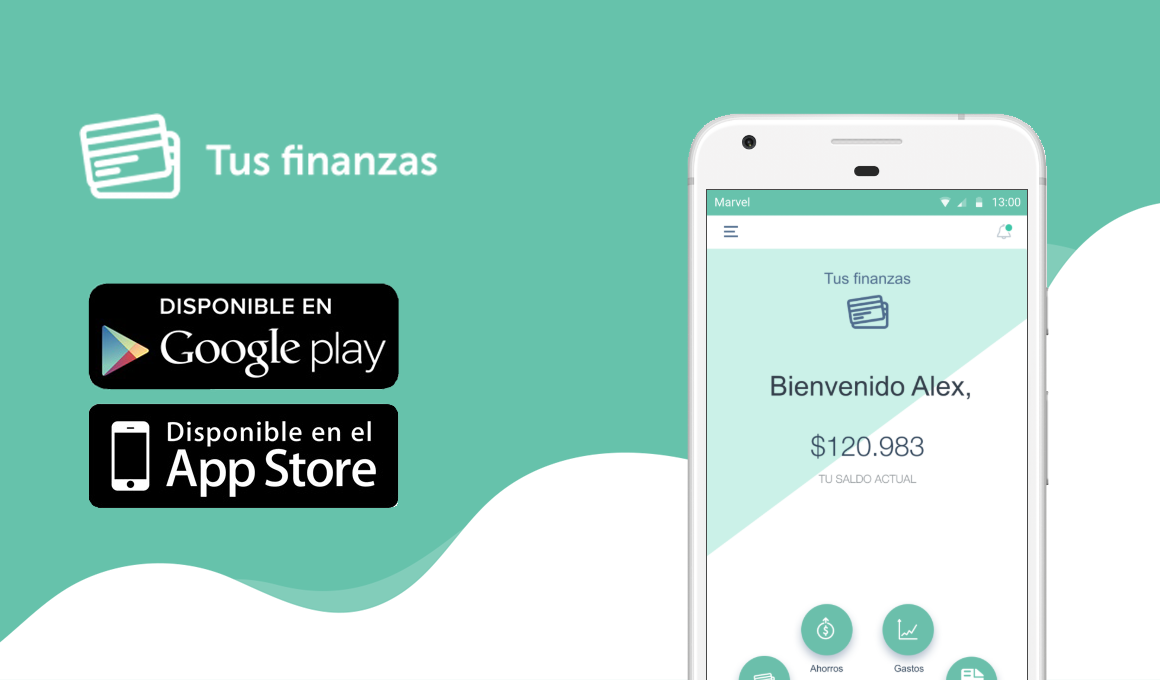 Tus finanzas
DISPONIBLE EN
Google play
Disponible en el
App Store
Marvel
13:00
Tus finanzas
Bienvenido Alex,
$120.983
TU SALDO ACTUAL
Ahorros
Gastos